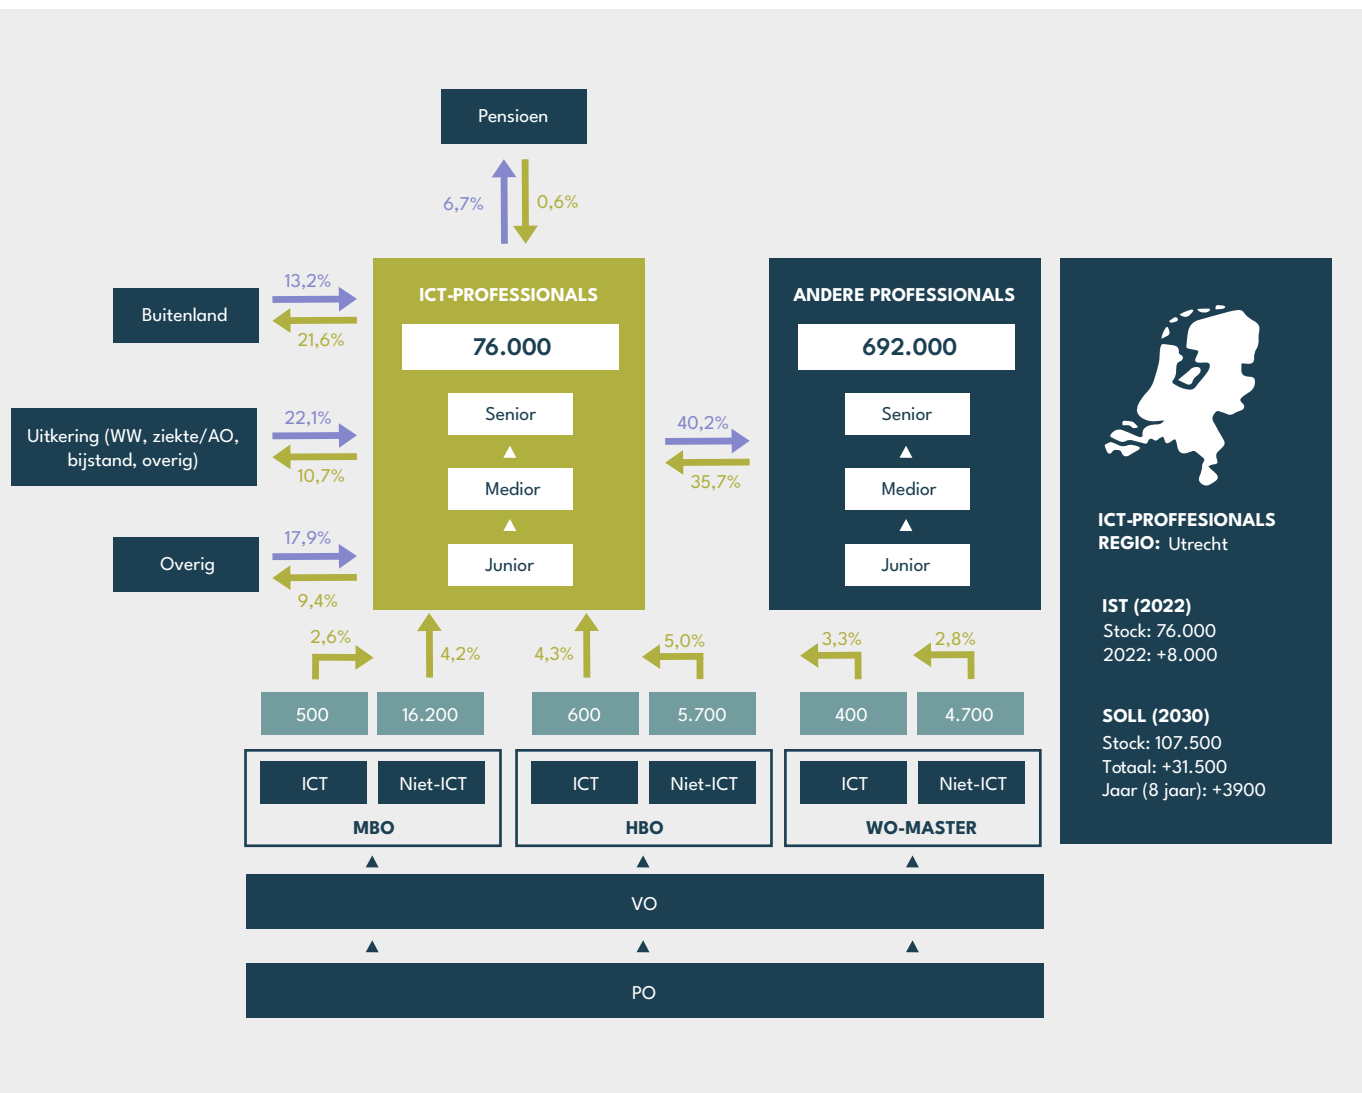 Pensioen
6,7%
0,6%
Buitenland
13,2%
21,6%
Uitkering (WW, ziekte/AO,
bijstand, overig)
22,1%
10,7%
Overig
17,9%
9,4%
ICT-PROFESSIONALS
76.000
Senior
Medior
Junior
40,2%
35,7%
ANDERE PROFESSIONALS
692.000
Senior
Medior
Junior
ICT-PROFFESIONALS
REGIO: Utrecht
IST (2022)
Stock: 76.000
2022: +8.000
SOLL (2030)
Stock: 107.500
Totaal: +31.500
Jaar (8 jaar): +3900
2,6%
4,2%
4,3%
5,0%
3,3%
2,8%
500
16.200
600
5.700
400
4.700
ICT
Niet-ICT
MBO
ICT
Niet-ICT
HBO
ICT
Niet-ICT
WO-MASTER
VO
PO